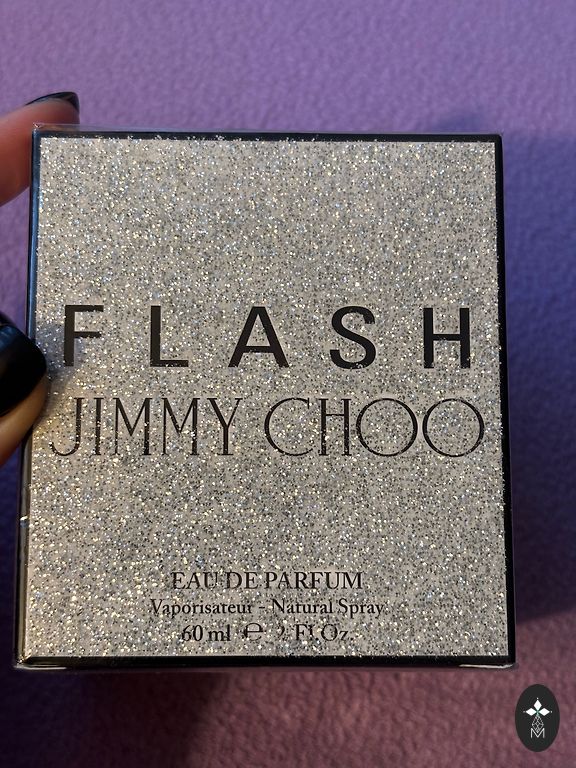 FLASH
JIMMY CHOO
EAU DE PARFUM
Vaporisateur - Natural Spray
60 ml ℮ 2 Fl.Oz.
M